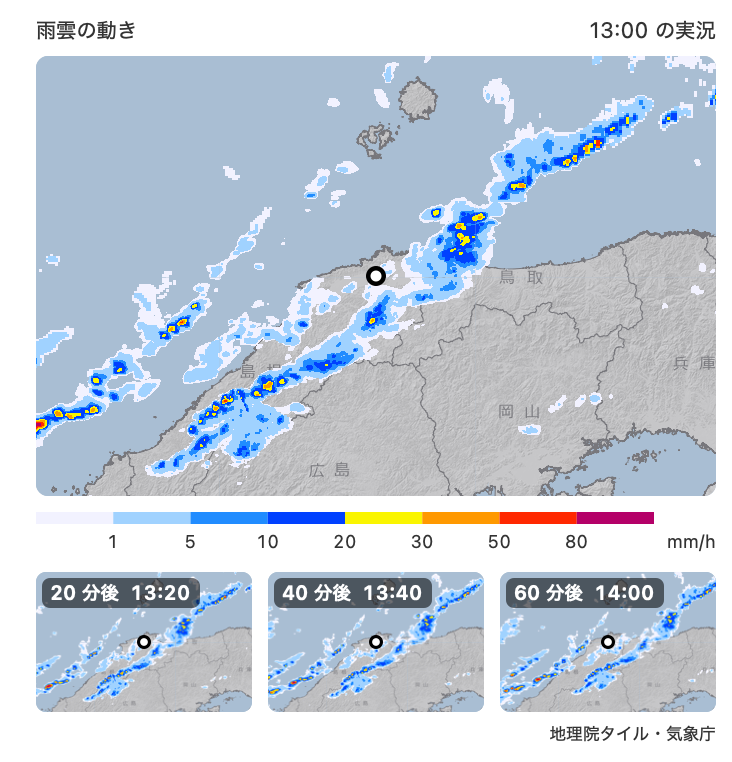 雨雲の動き
13:00 の実況
鳥取
島根
兵庫
岡山
広島
1 5 10 20 30 50 80 mm/h
20 分後 13:20
40 分後 13:40
60 分後 14:00
地理院タイル・気象庁